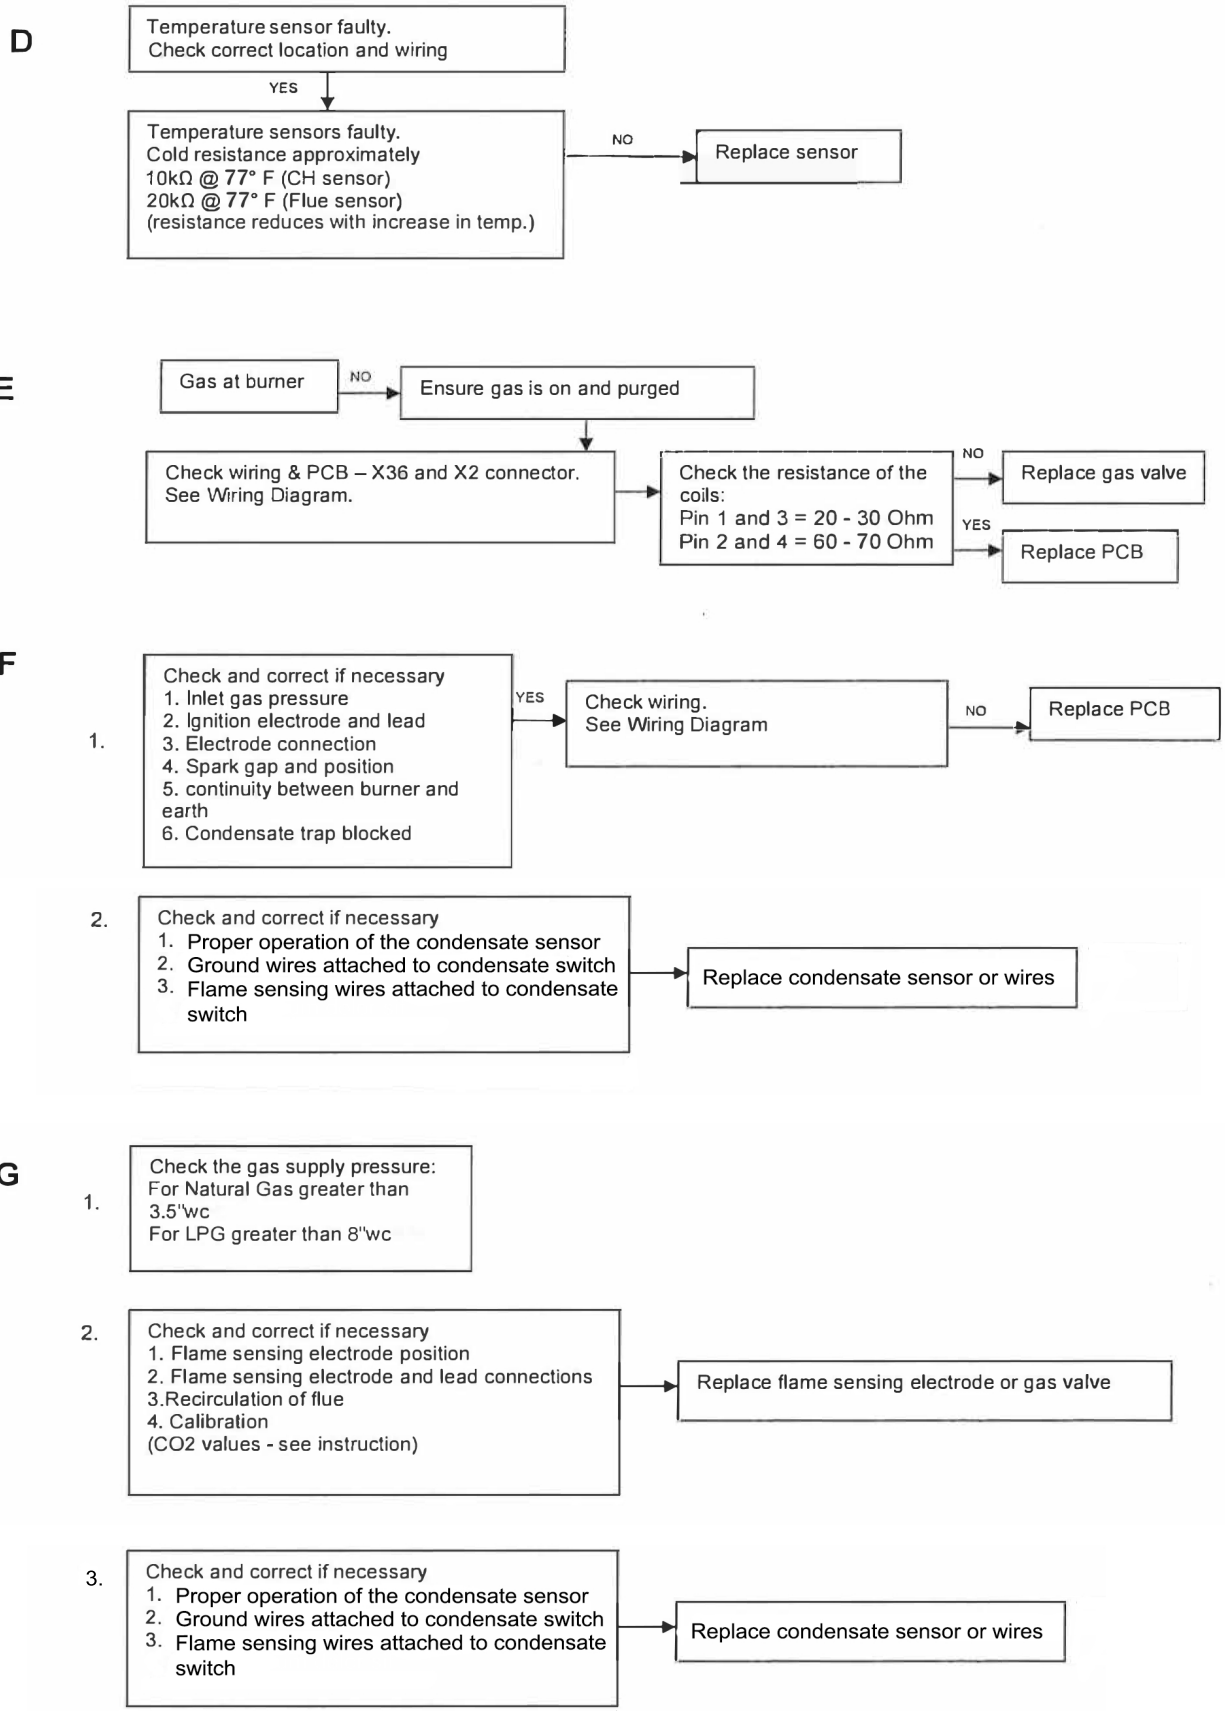 D
Temperature sensor faulty.
Check correct location and wiring
YES
Temperature sensors faulty.
Cold resistance approximately
10kΩ @ 77° F (CH sensor)
20kΩ @ 77° F (Flue sensor)
(resistance reduces with increase in temp.)
NO
Replace sensor
E
Gas at burner
NO
Ensure gas is on and purged
Check wiring & PCB – X36 and X2 connector.
See Wiring Diagram.
Check the resistance of the
coils:
Pin 1 and 3 = 20 - 30 Ohm
Pin 2 and 4 = 60 - 70 Ohm
NO
Replace gas valve
YES
Replace PCB
F
1.
Check and correct if necessary
1. Inlet gas pressure
2. Ignition electrode and lead
3. Electrode connection
4. Spark gap and position
5. continuity between burner and
earth
6. Condensate trap blocked
YES
Check wiring.
See Wiring Diagram
NO
Replace PCB
2.
Check and correct if necessary
1. Proper operation of the condensate sensor
2. Ground wires attached to condensate switch
3. Flame sensing wires attached to condensate
switch
Replace condensate sensor or wires
G
1.
Check the gas supply pressure:
For Natural Gas greater than
3.5"wc
For LPG greater than 8"wc
2.
Check and correct if necessary
1. Flame sensing electrode position
2. Flame sensing electrode and lead connections
3.Recirculation of flue
4. Calibration
(CO2 values - see instruction)
Replace flame sensing electrode or gas valve
3.
Check and correct if necessary
1. Proper operation of the condensate sensor
2. Ground wires attached to condensate switch
3. Flame sensing wires attached to condensate
switch
Replace condensate sensor or wires